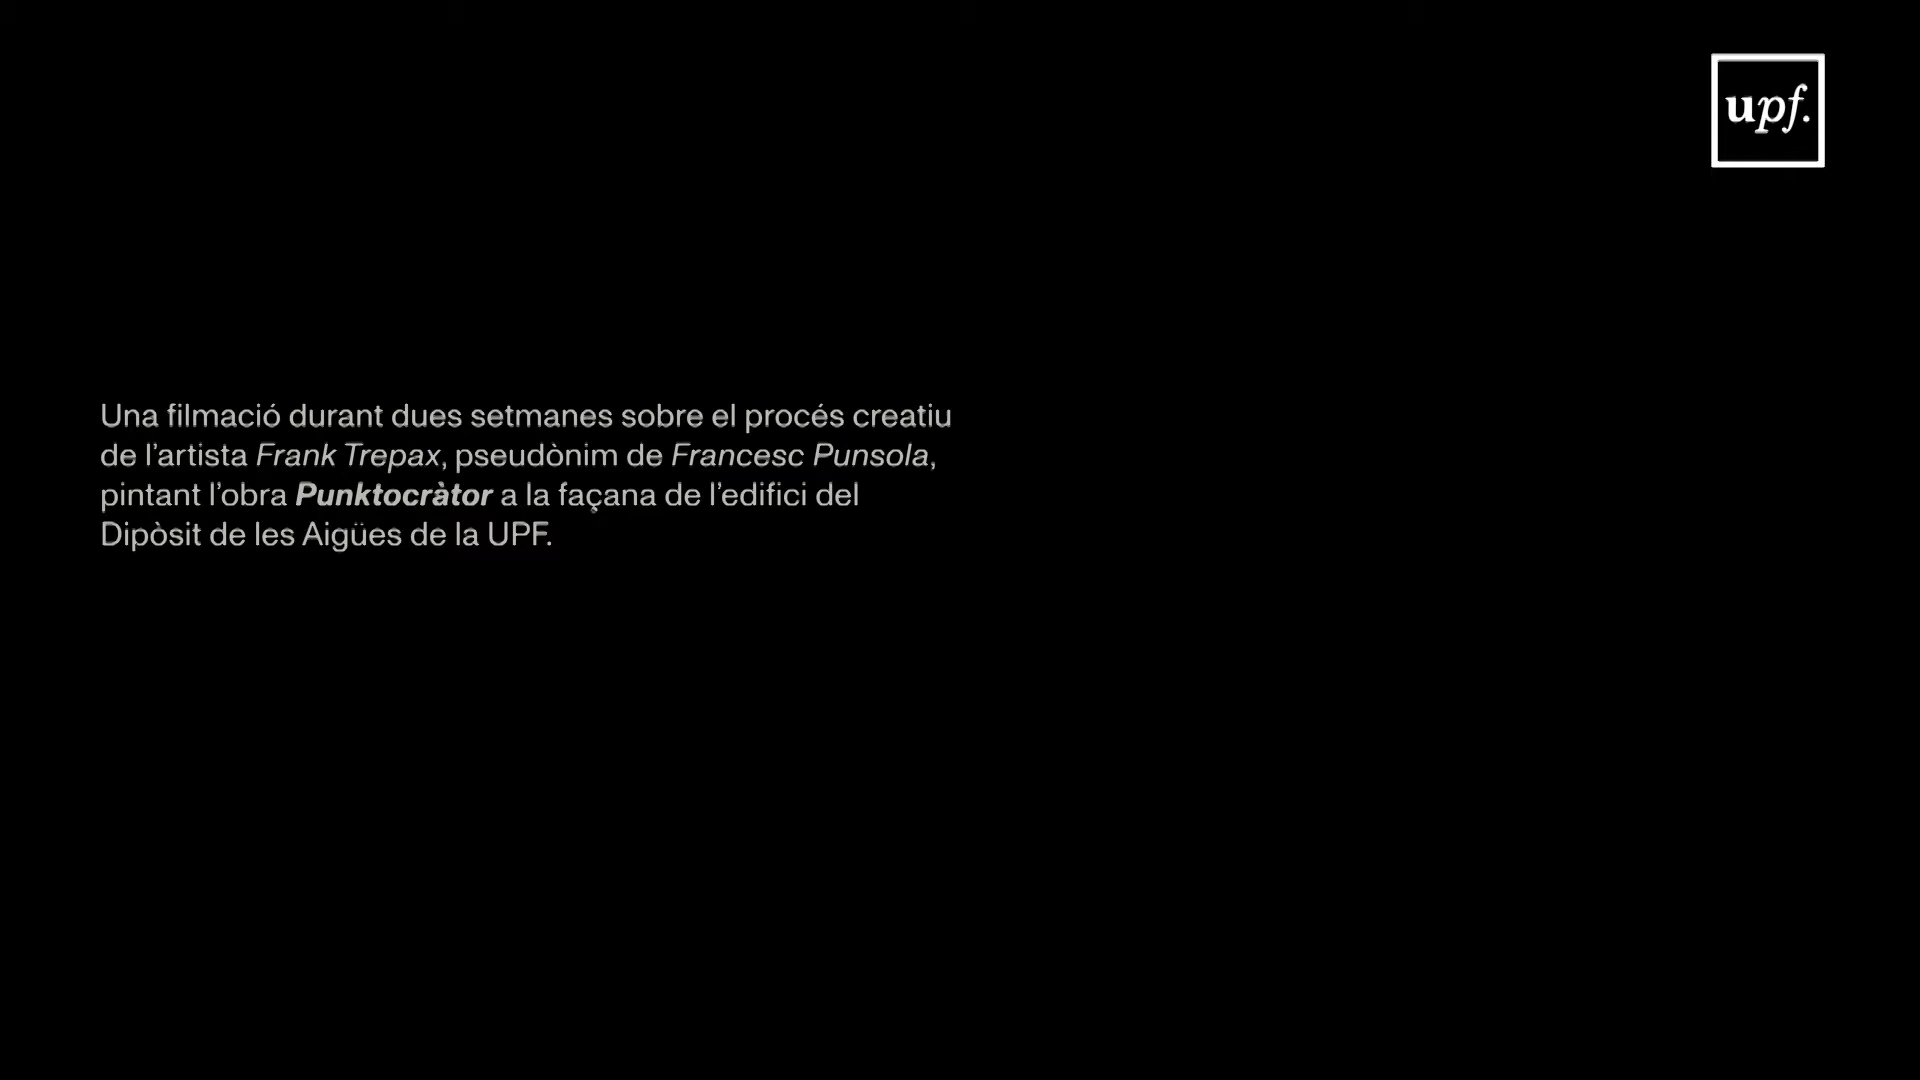 upf.
Una filmació durant dues setmanes sobre el procés creatiu
de l’artista Frank Trepax, pseudònim de Francesc Punsola,
pintant l’obra Punktocràtor a la façana de l’edifici del
Dipòsit de les Aigües de la UPF.